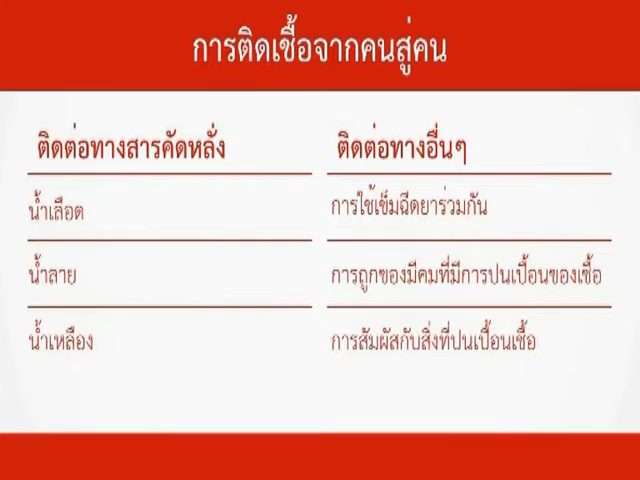 การติดเชื้อจากคนสู่คน
ติดต่อทางสารคัดหลั่ง ติดต่อทางอื่นๆ
น้ำเลือด การใช้เข็มฉีดยาร่วมกัน
น้ำลาย การถูกของมีคมที่มีการปนเปื้อนของเชื้อ
น้ำเหลือง การสัมผัสกับสิ่งที่ปนเปื้อนเชื้อ